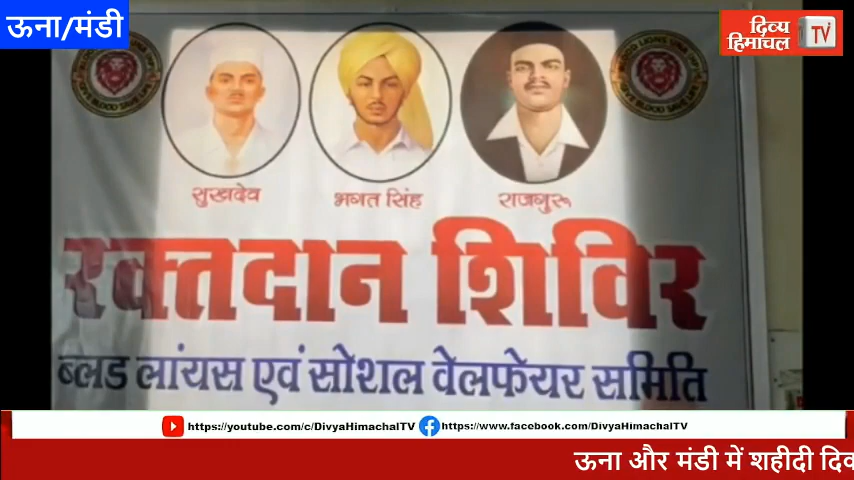 ऊना/मंडी
दिव्य
हिमाचल TV
सुखदेव
भगत सिंह
राजगुरू
रक्तदान शिविर
ब्लड लांयस एवं सोशल वेलफेयर समिति
https://youtube.com/c/DivyaHimachalTV https://www.facebook.com/DivyaHimachalTV
ऊना और मंडी में शहीदी दिव